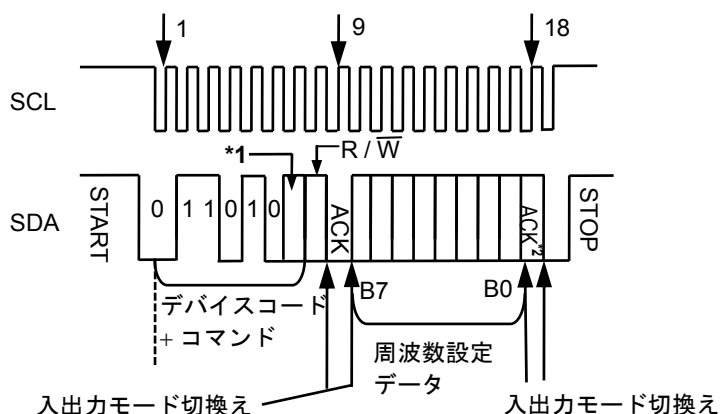 1 9 18
SCL
*1 R / W
SDA
START 0 1 1 0 1 0 ACK ACK*2 STOP
B7 B0
デバイスコード
+ コマンド
周波数設定
データ
入出力モード切換え 入出力モード切換え